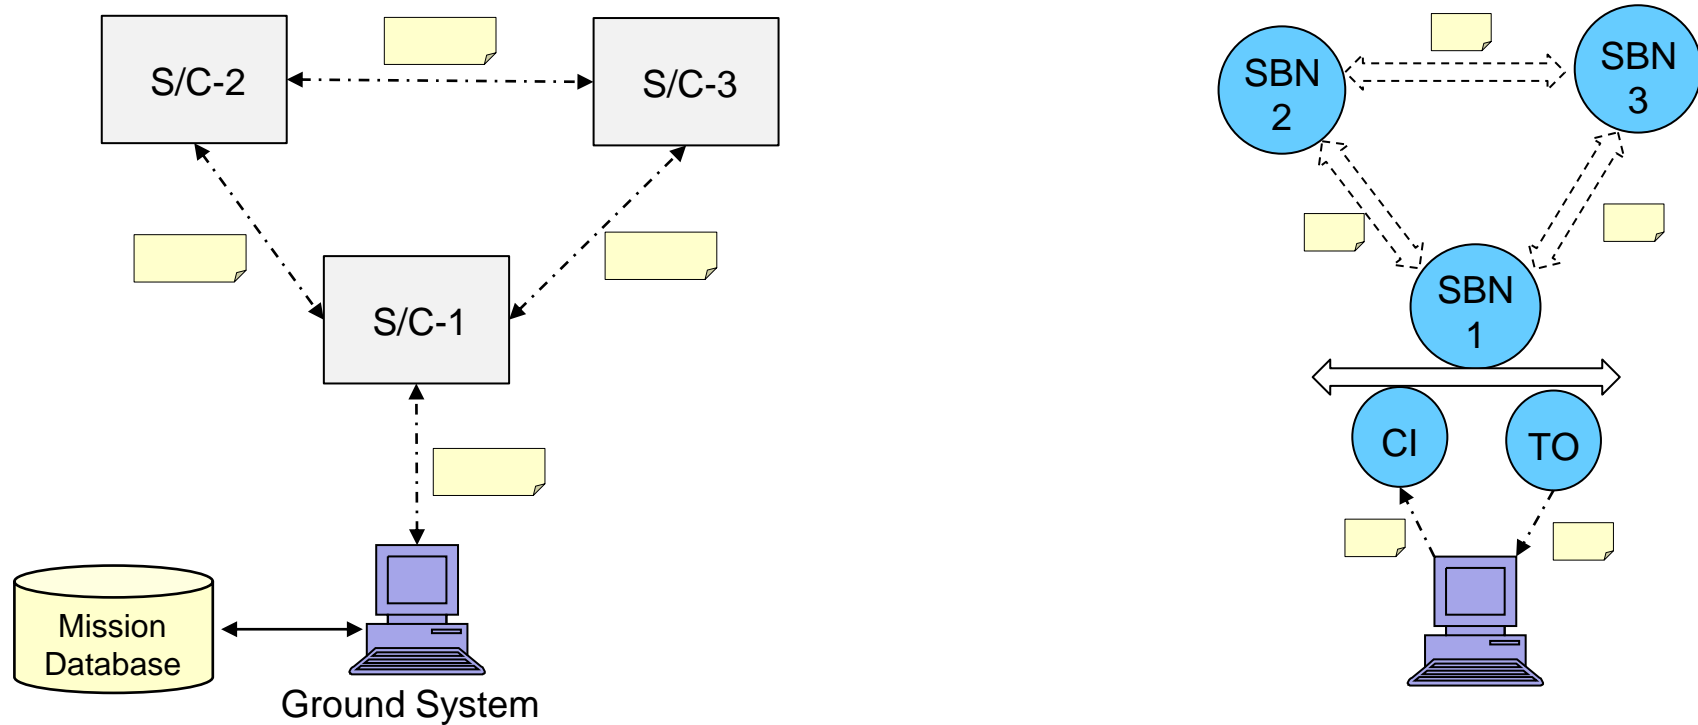 S/C-2
S/C-3
S/C-1
Mission
Database
Ground System
SBN
2
SBN
3
SBN
1
CI
TO